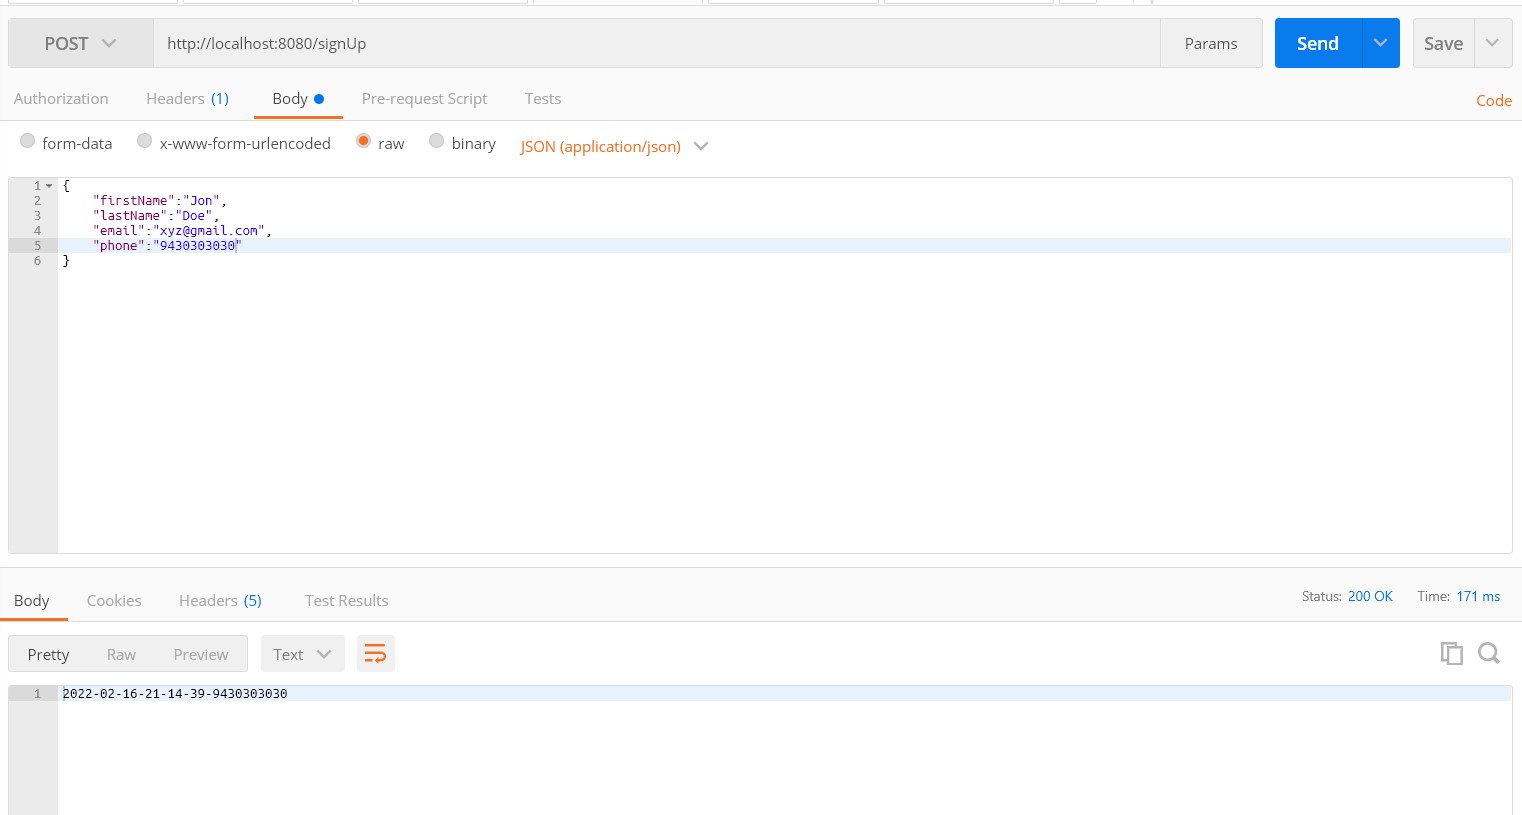 POST http://localhost:8080/signUp Params Send Save
Authorization Headers (1) Body Pre-request Script Tests Code
form-data x-www-form-urlencoded raw binary JSON (application/json)
1 {
2 "firstName":"Jon",
3 "lastName":"Doe",
4 "email":"xyz@gmail.com",
5 "phone":"9430303030"
6 }
Body Cookies Headers (5) Test Results Status: 200 OK Time: 171 ms
Pretty Raw Preview Text
1 2022-02-16-21-14-39-9430303030